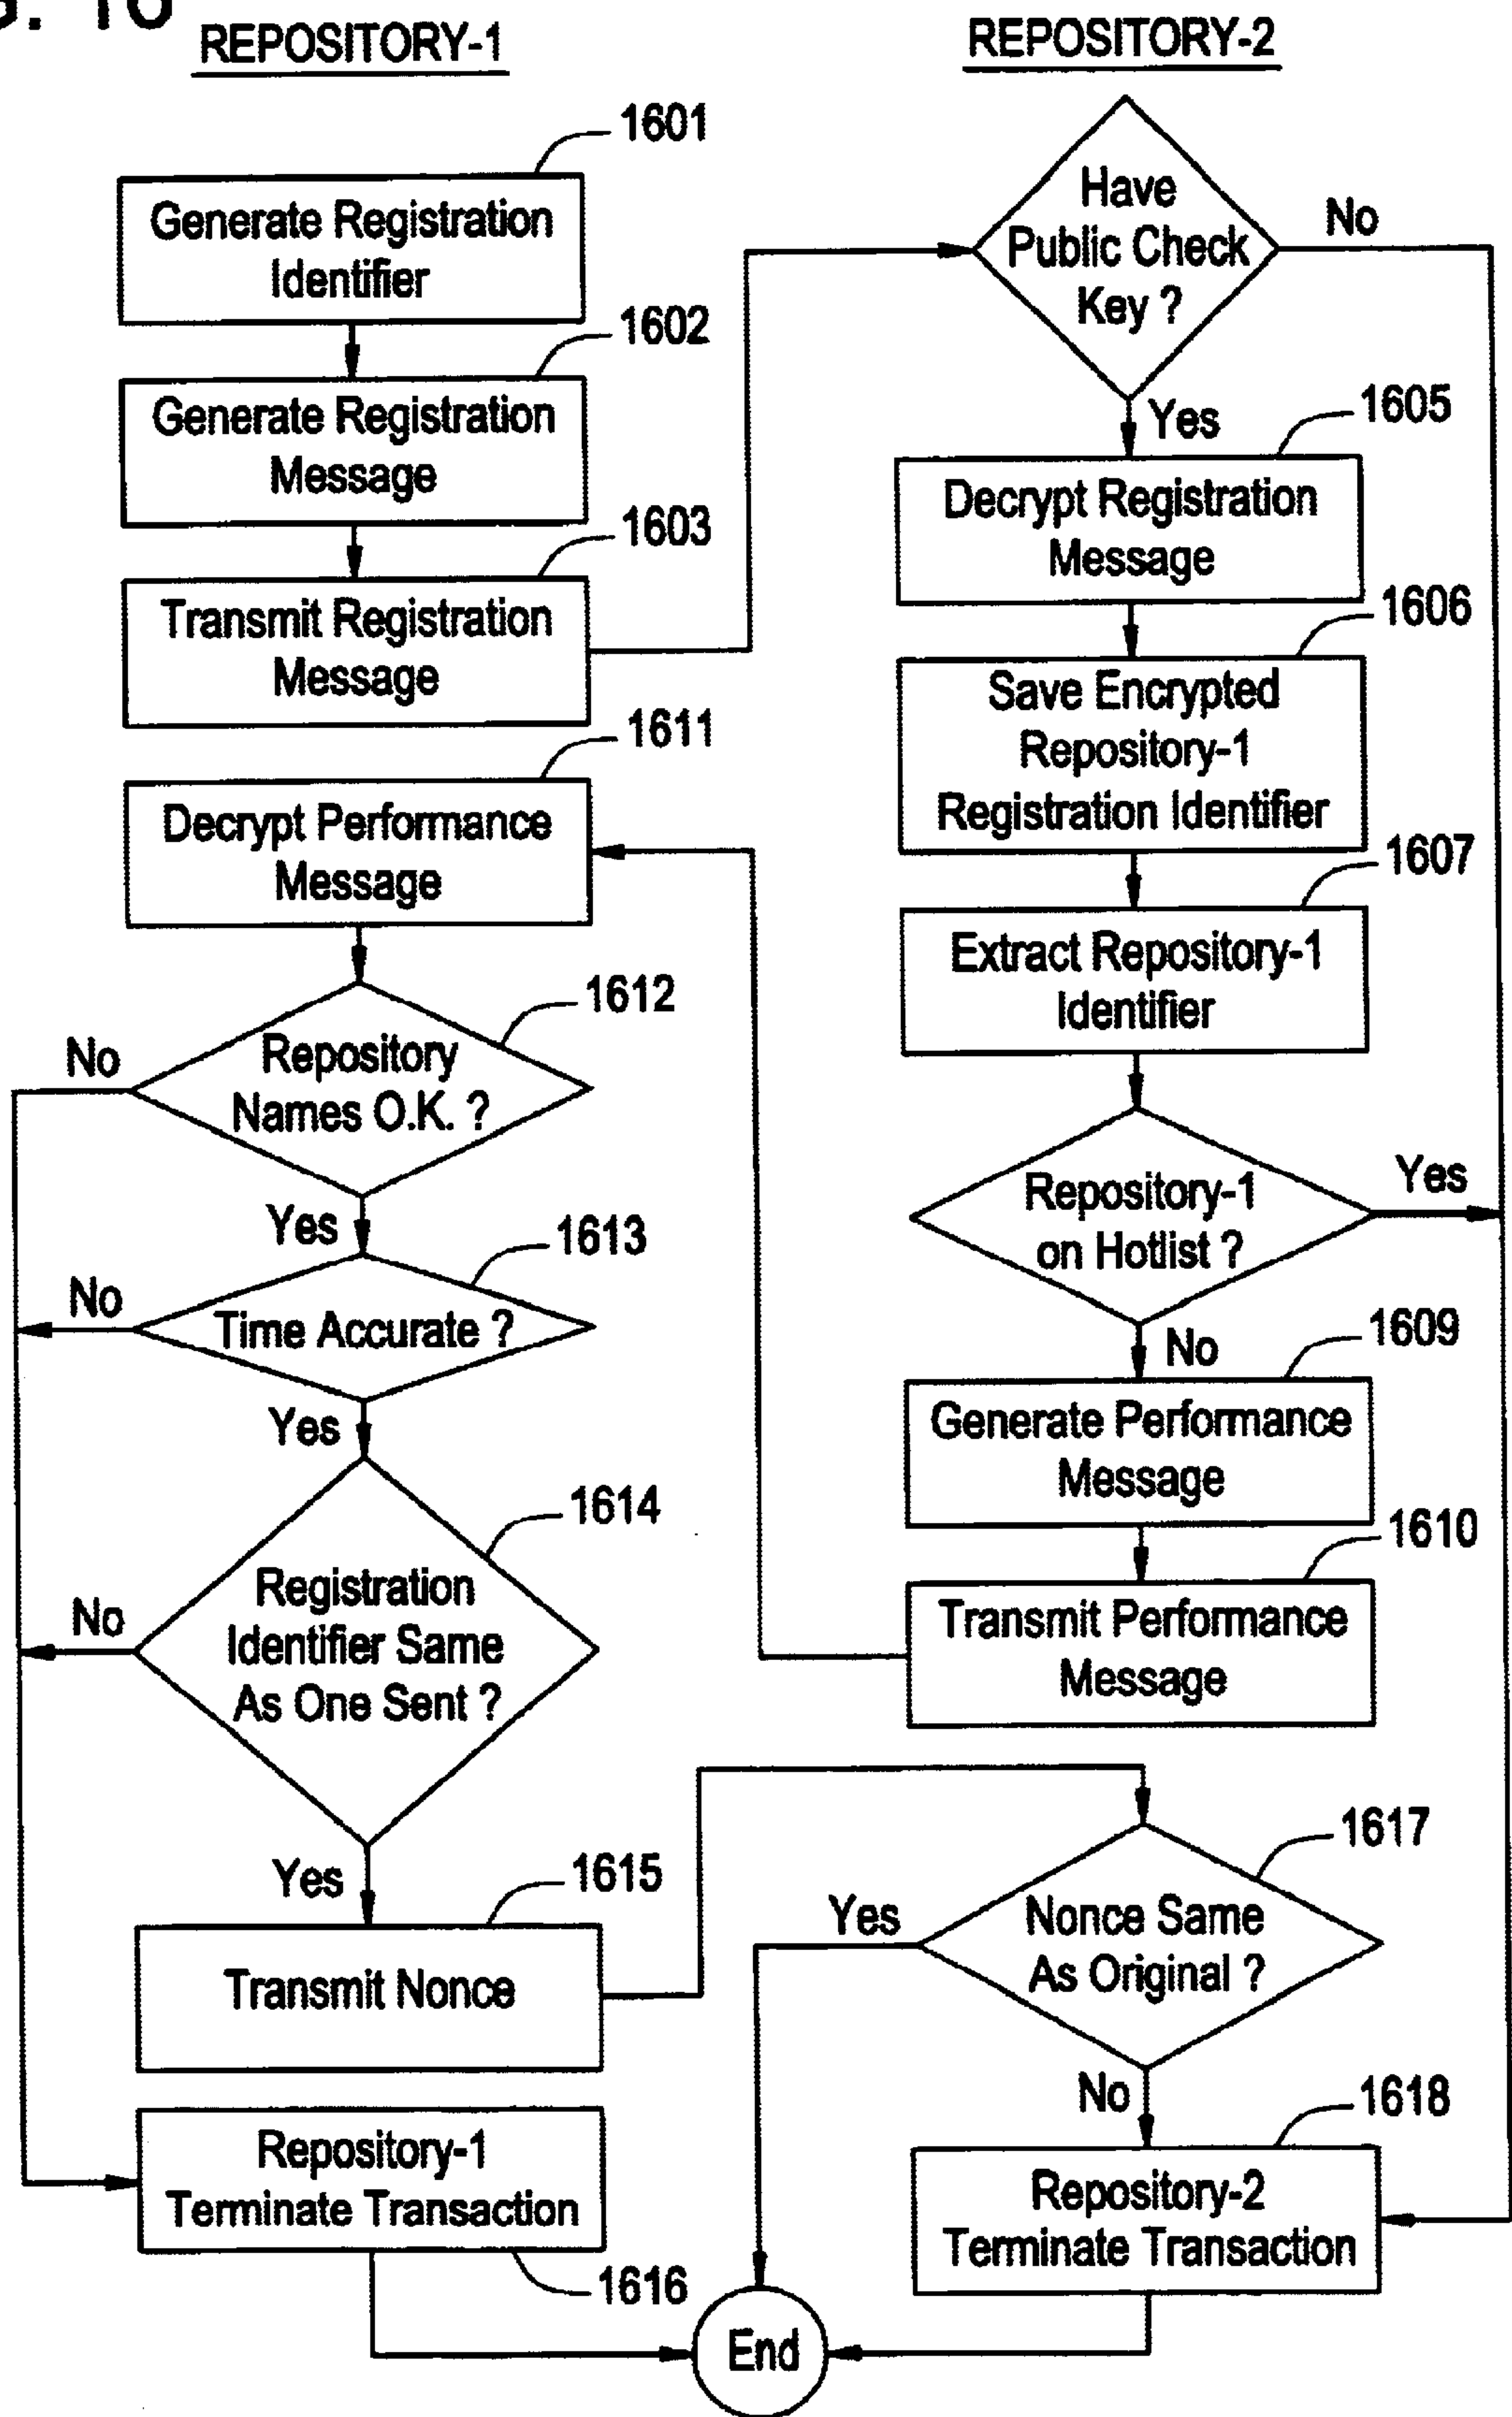 16
REPOSITORY-1
1601
Generate Registration
Identifier
1602
Generate Registration
Message
1603
Transmit Registration
Message
1611
Decrypt Performance
Message
1612
No
Repository
Names O.K. ?
Yes
1613
No
Time Accurate ?
Yes
1614
No
Registration
Identifier Same
As One Sent ?
Yes
1615
Transmit Nonce
Repository-1
Terminate Transaction
1616
REPOSITORY-2
Have
Public Check
Key ?
No
Yes
1605
Decrypt Registration
Message
1606
Save Encrypted
Repository-1
Registration Identifier
1607
Extract Repository-1
Identifier
Repository-1
on Hotlist ?
Yes
No
1609
Generate Performance
Message
1610
Transmit Performance
Message
1617
Yes
Nonce Same
As Original ?
No
1618
Repository-2
Terminate Transaction
End